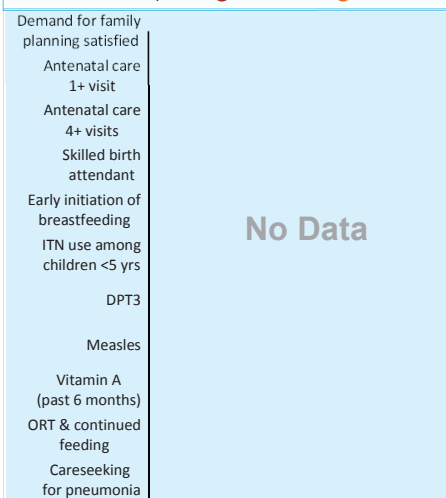 Demand for family
planning satisfied
Antenatal care
1+ visit
Antenatal care
4+ visits
Skilled birth
attendant
Early initiation of
breastfeeding
ITN use among
children <5 yrs
DPT3
Measles
Vitamin A
(past 6 months)
ORT & continued
feeding
Careseeking
for pneumonia
No Data